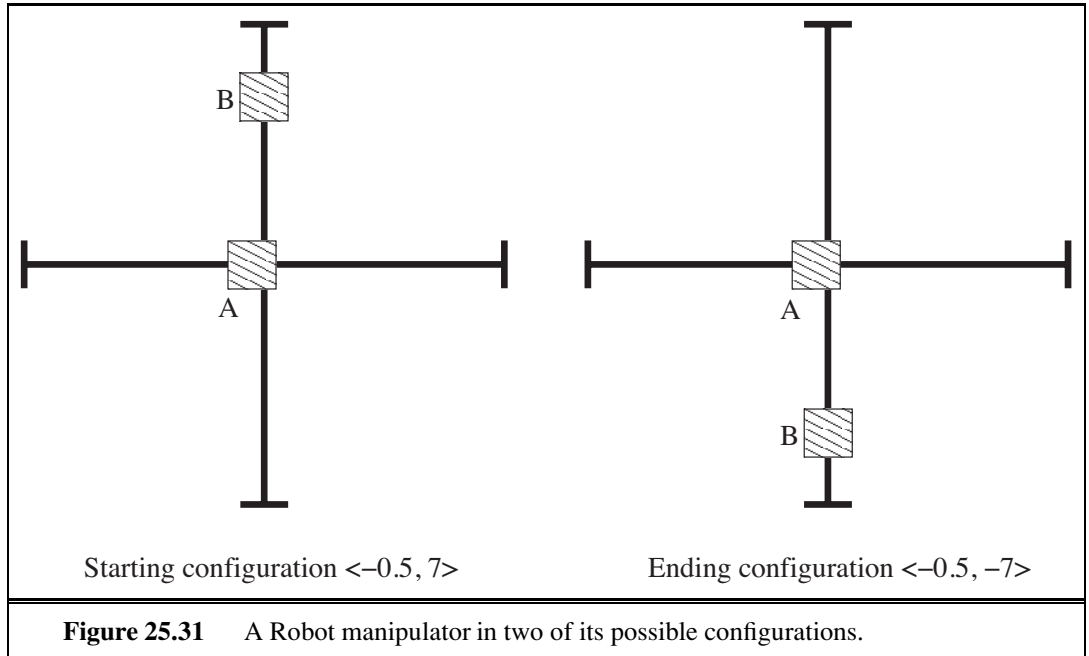 B
A
Starting configuration <–0.5, 7>
A
B
Ending configuration <–0.5, –7>
Figure 25.31 A Robot manipulator in two of its possible configurations.